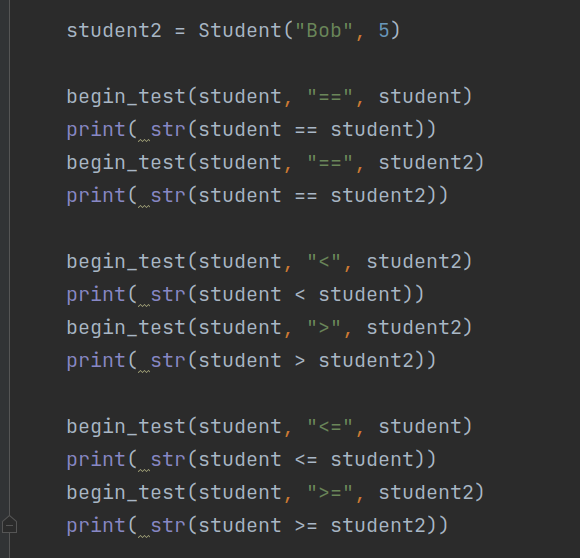 student2 = Student("Bob", 5)
begin_test(student, "==", student)
print( str(student == student))
begin_test(student, "==", student2)
print( str(student == student2))
begin_test(student, "<", student2)
print( str(student < student))
begin_test(student, ">", student2)
print( str(student > student2))
begin_test(student, "<=", student)
print( str(student <= student))
begin_test(student, ">=", student2)
print( str(student >= student2))